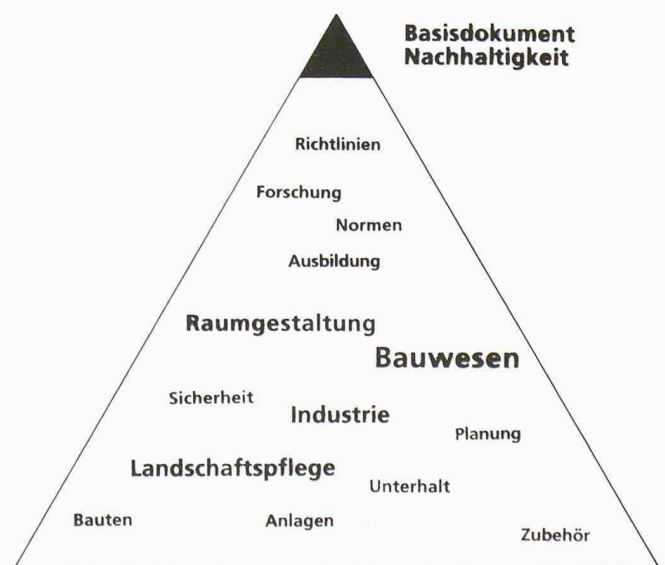 Basisdokument
Nachhaltigkeit
Richtlinien
Forschung
Normen
Ausbildung
Raumgestaltung
Bauwesen
Sicherheit
Industrie
Planung
Landschaftspflege
Unterhalt
Bauten
Anlagen
Zubehör